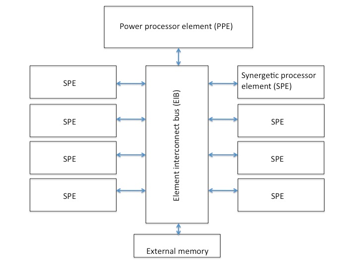 Power processor element (PPE)
SPE
Synergetic processor
element (SPE)
SPE
SPE
SPE
SPE
SPE
SPE
Element interconnect bus (EIB)
External memory